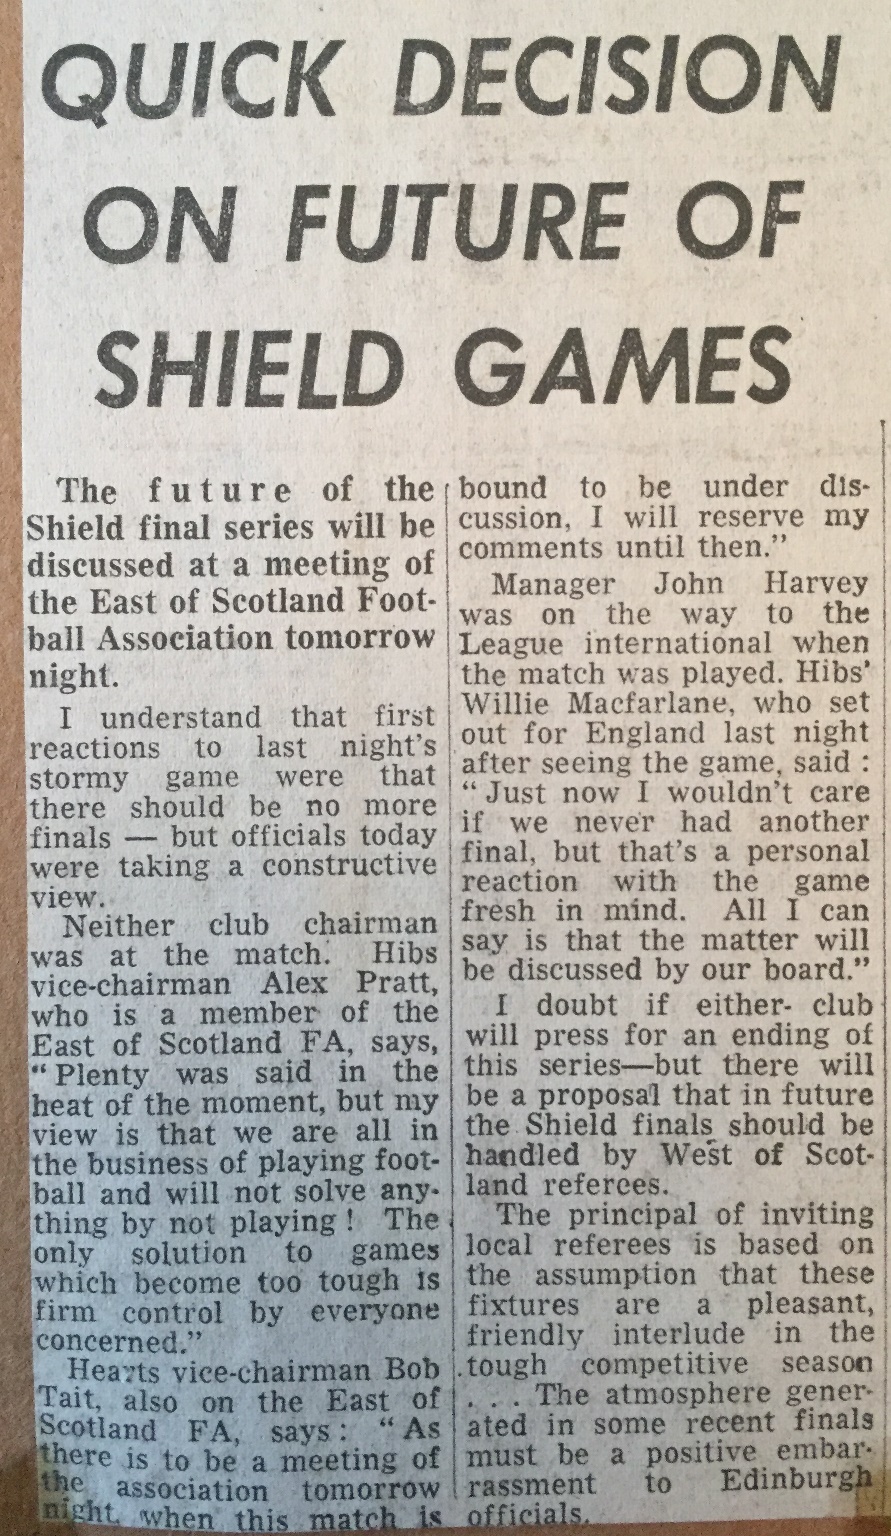 QUICK DECISION
ON FUTURE OF
SHIELD GAMES
The future of the
Shield final series will be
discussed at a meeting of
the East of Scotland Foot-
ball Association tomorrow
night.
I understand that first
reactions to last night's
stormy game were that
there should be no more
finals — but officials today
were taking a constructive
view.
Neither club chairman
was at the match. Hibs
vice-chairman Alex Pratt,
who is a member of the
East of Scotland FA, says,
“Plenty was said in the
heat of the moment, but my
view is that we are all in
the business of playing foot-
ball and will not solve any-
thing by not playing! The
only solution to games
which become too tough is
firm control by everyone
concerned.”
Hearts vice-chairman Bob
Tait, also on the East of
Scotland FA, says: “As
there is to be a meeting of
the association tomorrow
night, when this match is
bound to be under dis-
cussion, I will reserve my
comments until then.”
Manager John Harvey
was on the way to the
League international when
the match was played. Hibs'
Willie Macfarlane, who set
out for England last night
after seeing the game, said:
“Just now I wouldn't care
if we never had another
final, but that's a personal
reaction with the game
fresh in mind. All I can
say is that the matter will
be discussed by our board.”
I doubt if either- club
will press for an ending of
this series—but there will
be a proposal that in future
the Shield finals should be
handled by West of Scot-
land referees.
The principal of inviting
local referees is based on
the assumption that these
fixtures are a pleasant,
friendly interlude in the
tough competitive season
. . . The atmosphere gener-
ated in some recent finals
must be a positive embar-
rassment to Edinburgh
officials.